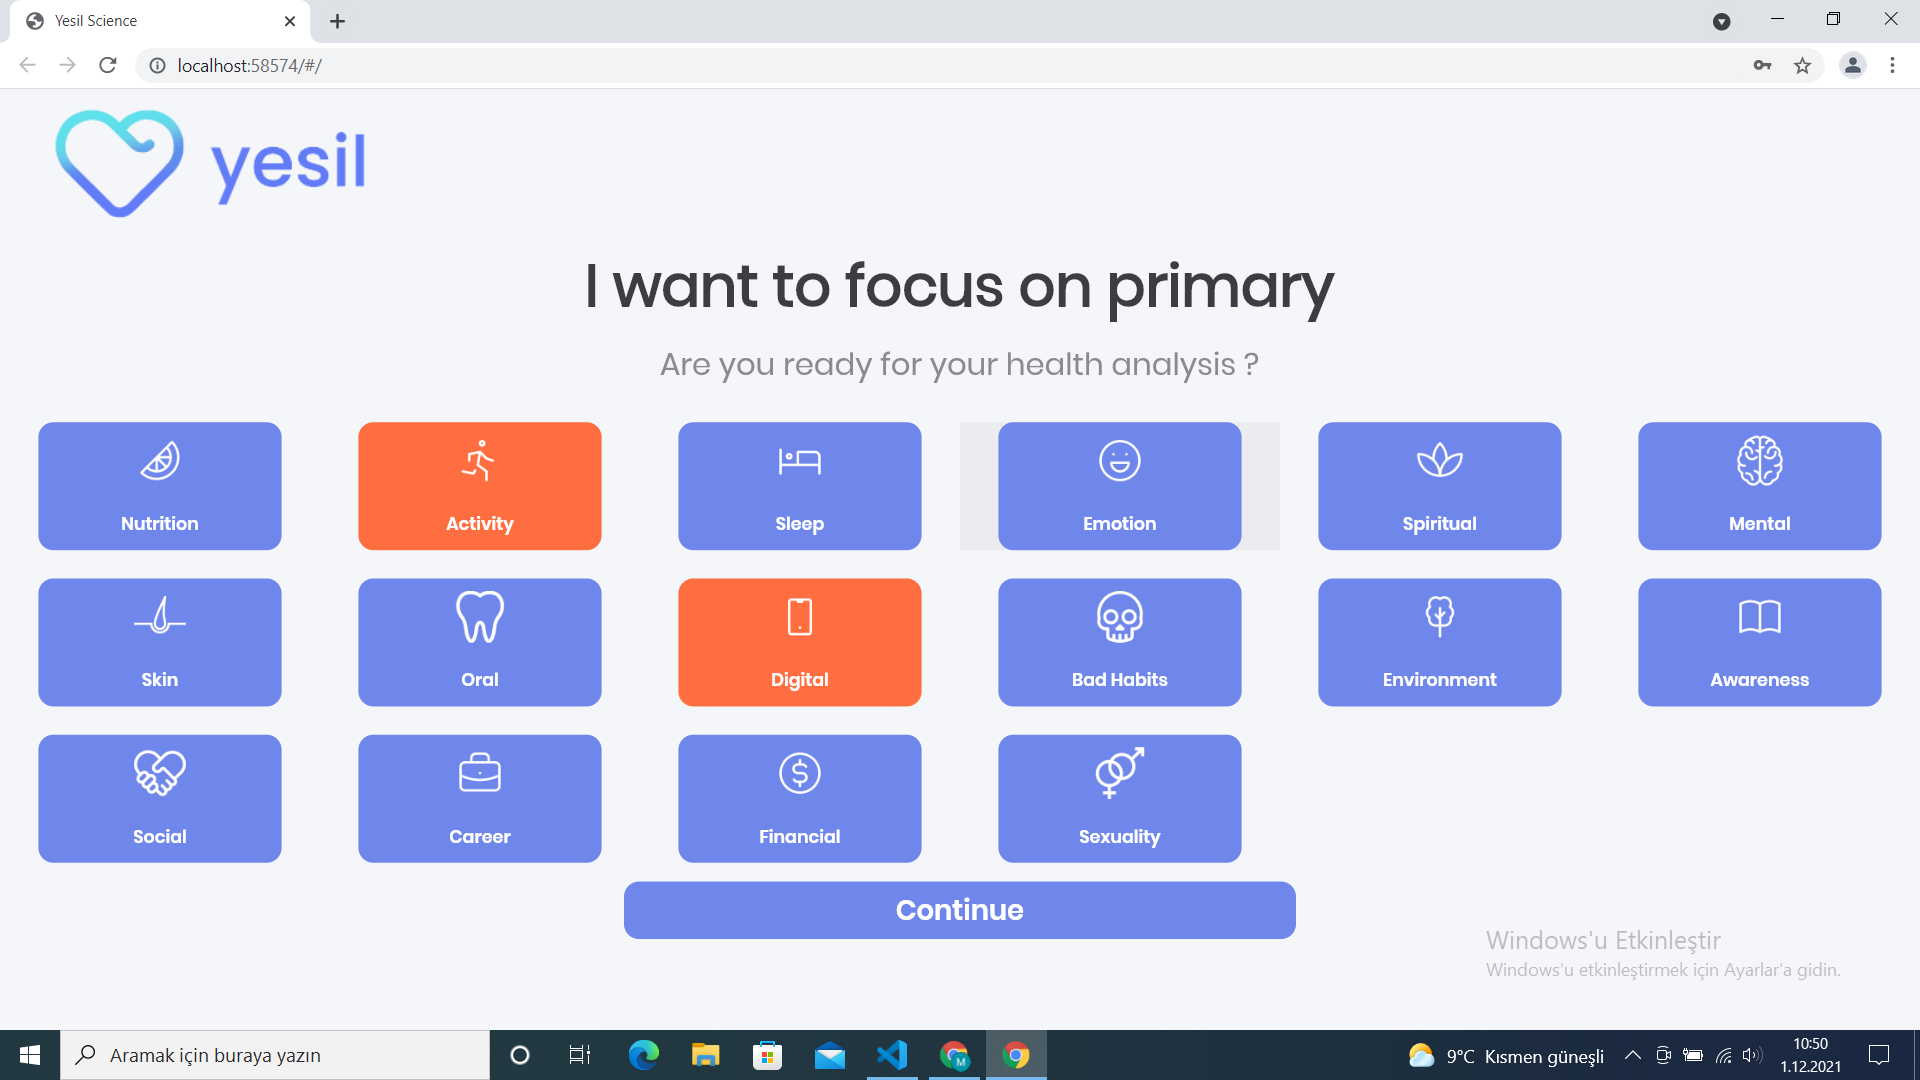 Yesil Science
localhost:58574/#/
yesil
I want to focus on primary
Are you ready for your health analysis ?
Nutrition
Activity
Sleep
Emotion
Spiritual
Mental
Skin
Oral
Digital
Bad Habits
Environment
Awareness
Social
Career
Financial
Sexuality
Continue
Windows'u Etkinleştir
Windows'u etkinleştirmek için Ayarlar'a gidin.
Aramak için buraya yazın
M
9°C Kısmen güneşli
10:50
1.12.2021